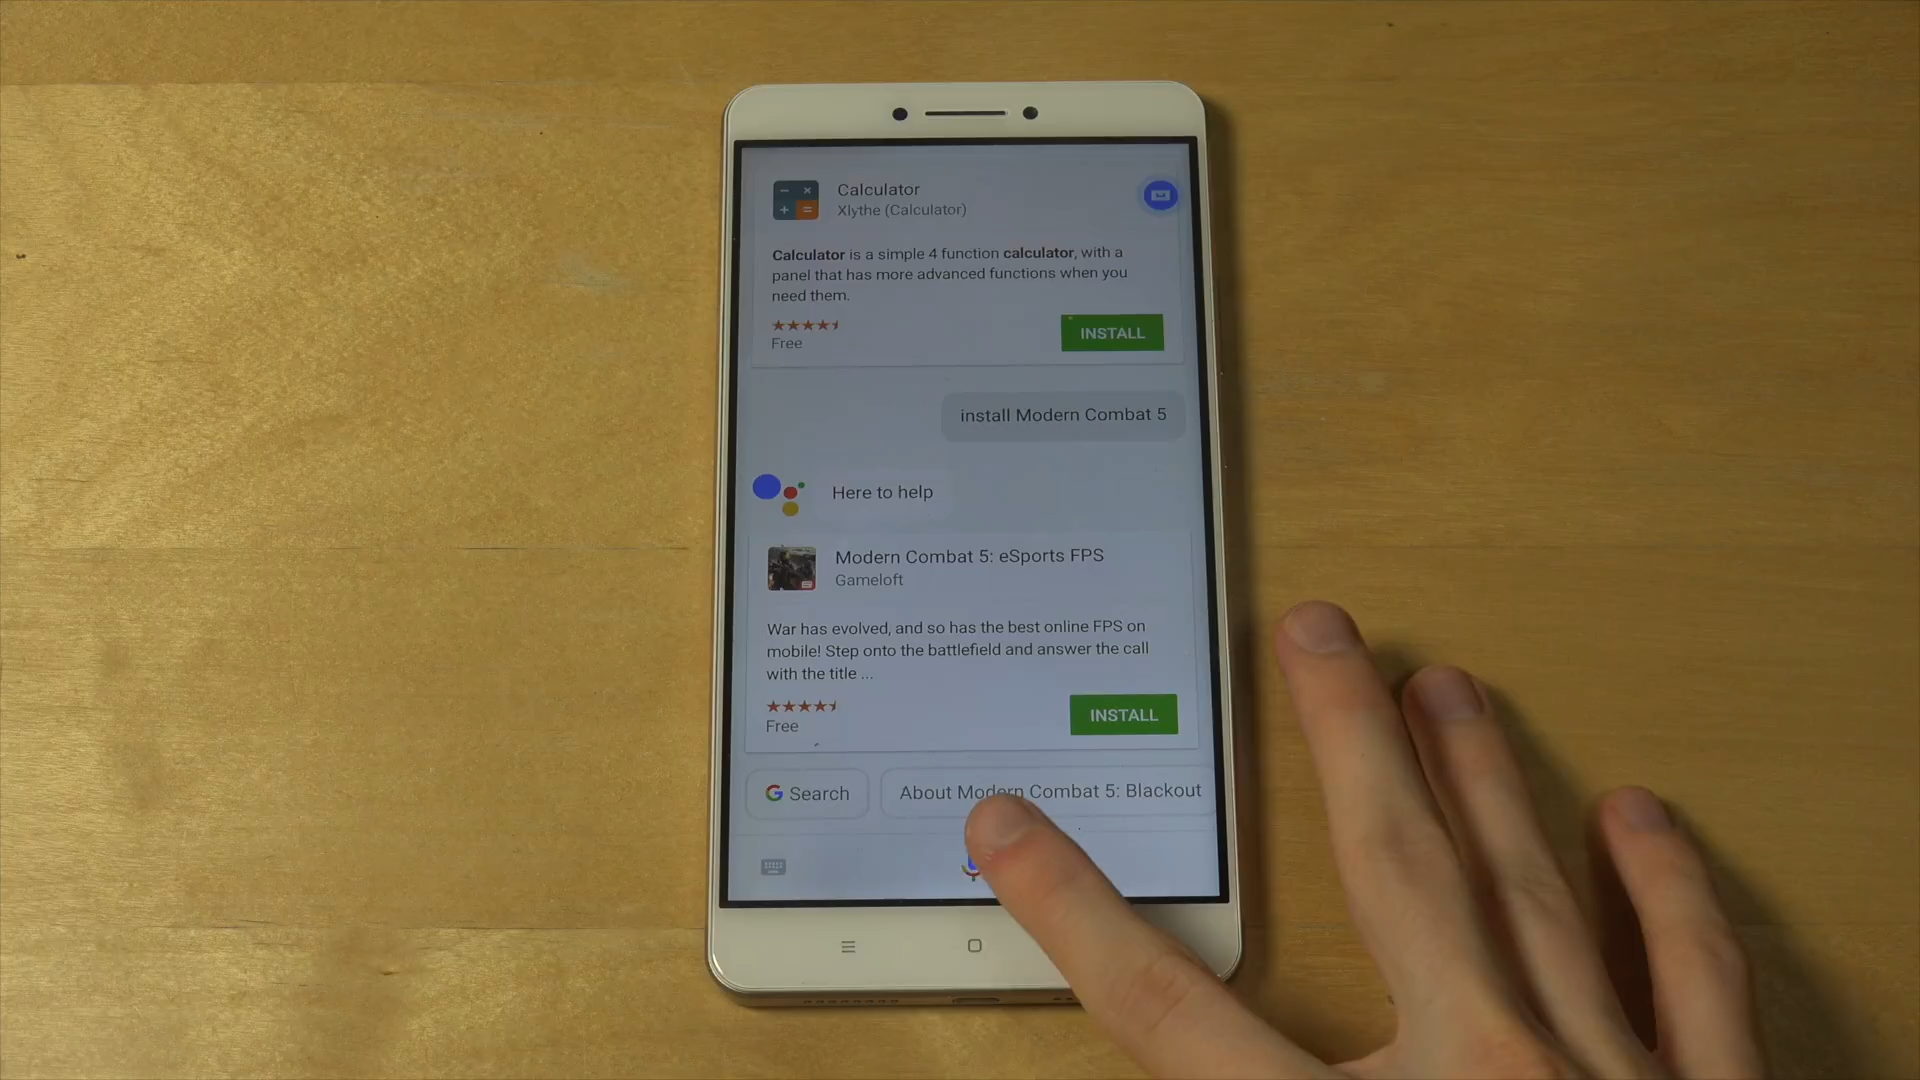 Calculator
Xlythe (Calculator)
Calculator is a simple 4 function calculator, with a
panel that has more advanced functions when you
need them.
Free
INSTALL
install Modern Combat 5
Here to help
Modern Combat 5: eSports FPS
Gameloft
War has evolved, and so has the best online FPS on
mobile! Step onto the battlefield and answer the call
with the title ...
Free
INSTALL
Search
About Modern Combat 5: Blackout